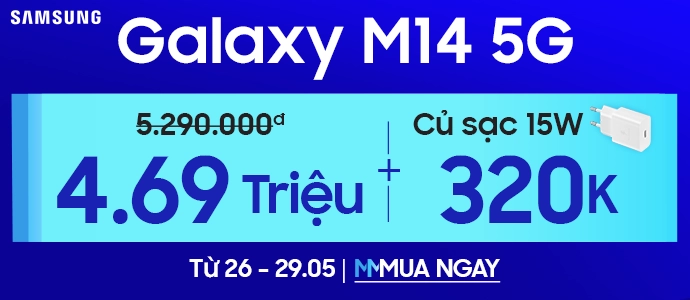 SAMSUNG
Galaxy M14 5G
5.290.000đ
4.69 Triệu
+
Củ sạc 15W
320K
Từ 26 - 29.05 | MMUA NGAY